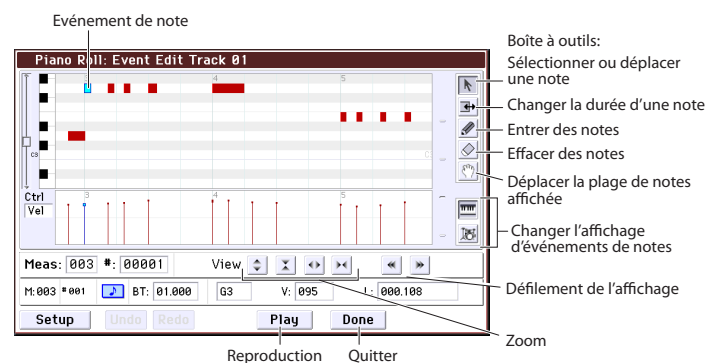 Evénement de note
Boîte à outils:
Sélectionner ou déplacer
une note
Changer la durée d'une note
Entrer des notes
Effacer des notes
Déplacer la plage de notes
affichée
Changer l'affichage
d'événements de notes
Défilement de l'affichage
Zoom
Piano Roll: Event Edit Track 01
3 4 5
C3
Ctrl
Vel
3 4 5
Meas: 003 #: 00001 View
M:003 #001 BT: 01.000 G3 V: 095 L: 000.108
Setup Undo Redo Play Done
Reproduction Quitter